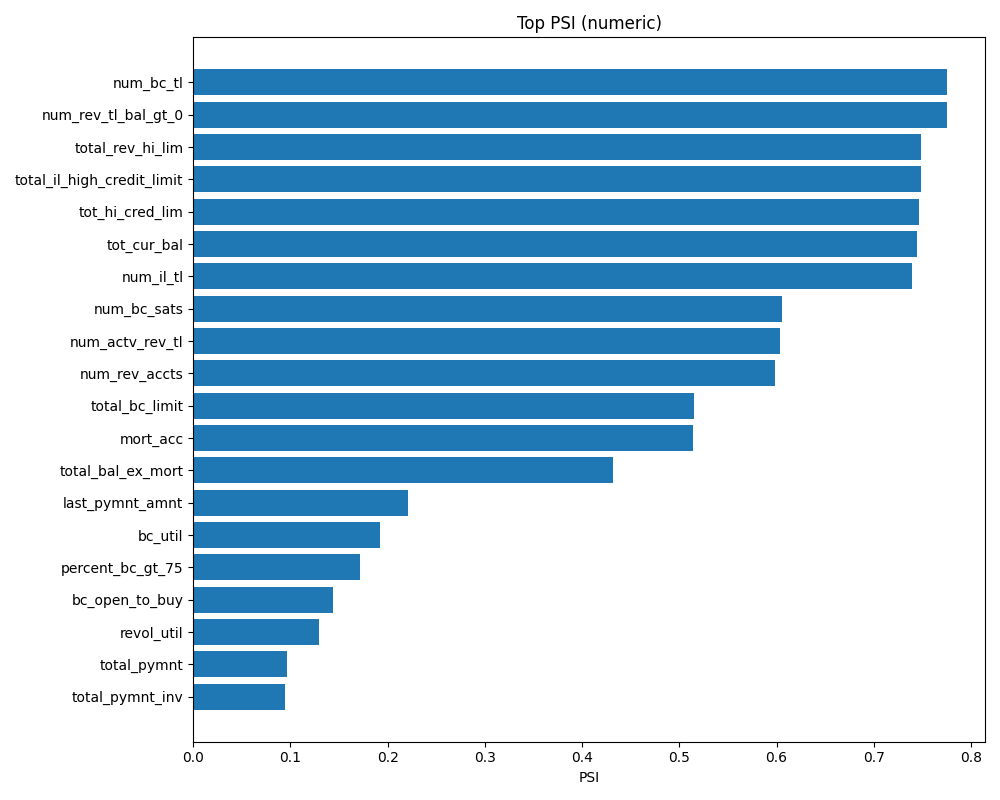 Top PSI (numeric)
num_bc_tl
num_rev_tl_bal_gt_0
total_rev_hi_lim
total_il_high_credit_limit
tot_hi_cred_lim
tot_cur_bal
num_il_tl
num_bc_sats
num_actv_rev_tl
num_rev_accts
total_bc_limit
mort_acc
total_bal_ex_mort
last_pymnt_amnt
bc_util
percent_bc_gt_75
bc_open_to_buy
revol_util
total_pymnt
total_pymnt_inv
0.0 0.1 0.2 0.3 0.4 0.5 0.6 0.7 0.8
PSI